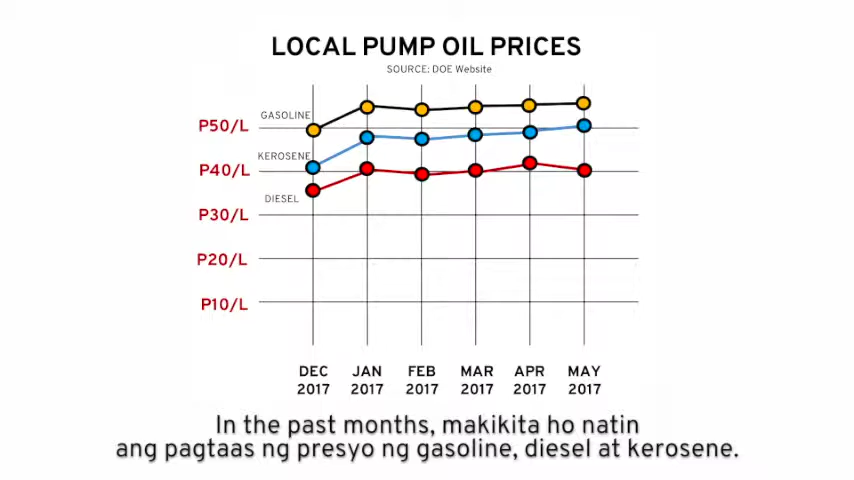 LOCAL PUMP OIL PRICES
SOURCE: DOE Website
GASOLINE
P50/L
KEROSENE
P40/L
DIESEL
P30/L
P20/L
P10/L
DEC JAN FEB MAR APR MAY
2017 2017 2017 2017 2017 2017
In the past months, makikita ho natin
ang pagtaas ng presyo ng gasoline, diesel at kerosene.